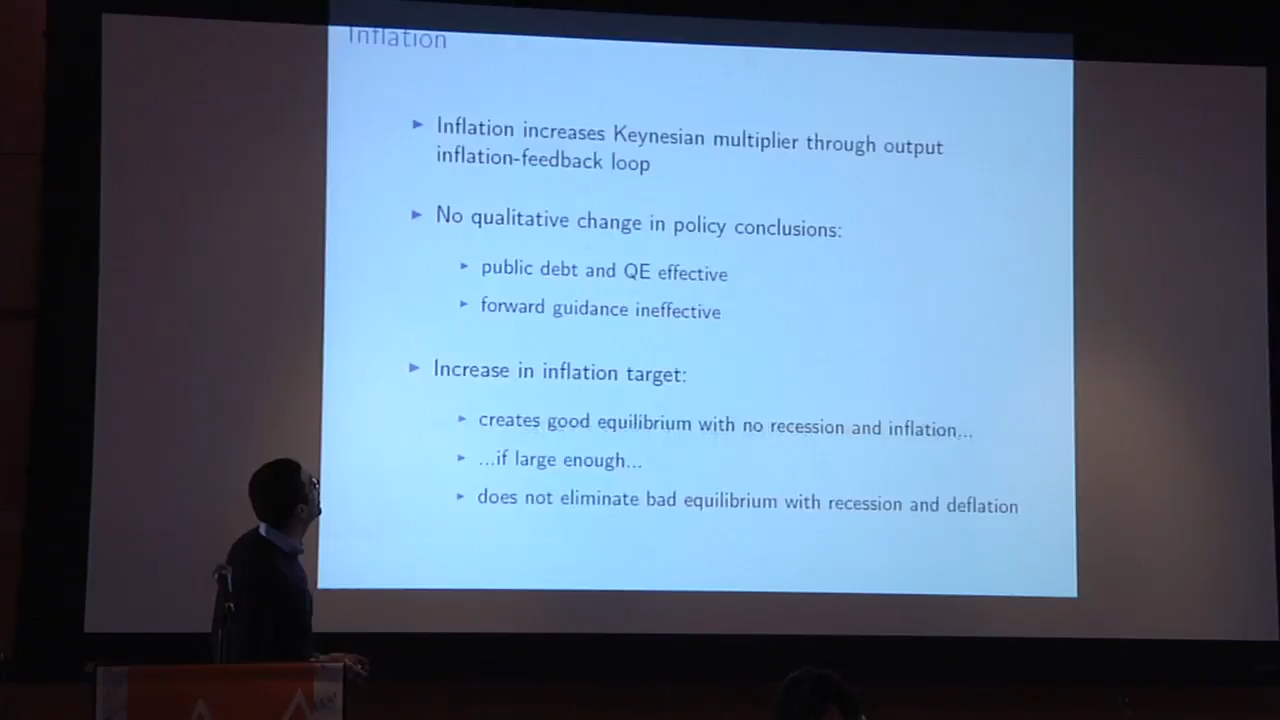 Inflation
► Inflation increases Keynesian multiplier through output
inflation-feedback loop
► No qualitative change in policy conclusions:
► public debt and QE effective
► forward guidance ineffective
► Increase in inflation target:
► creates good equilibrium with no recession and inflation...
► ...if large enough...
► does not eliminate bad equilibrium with recession and deflation